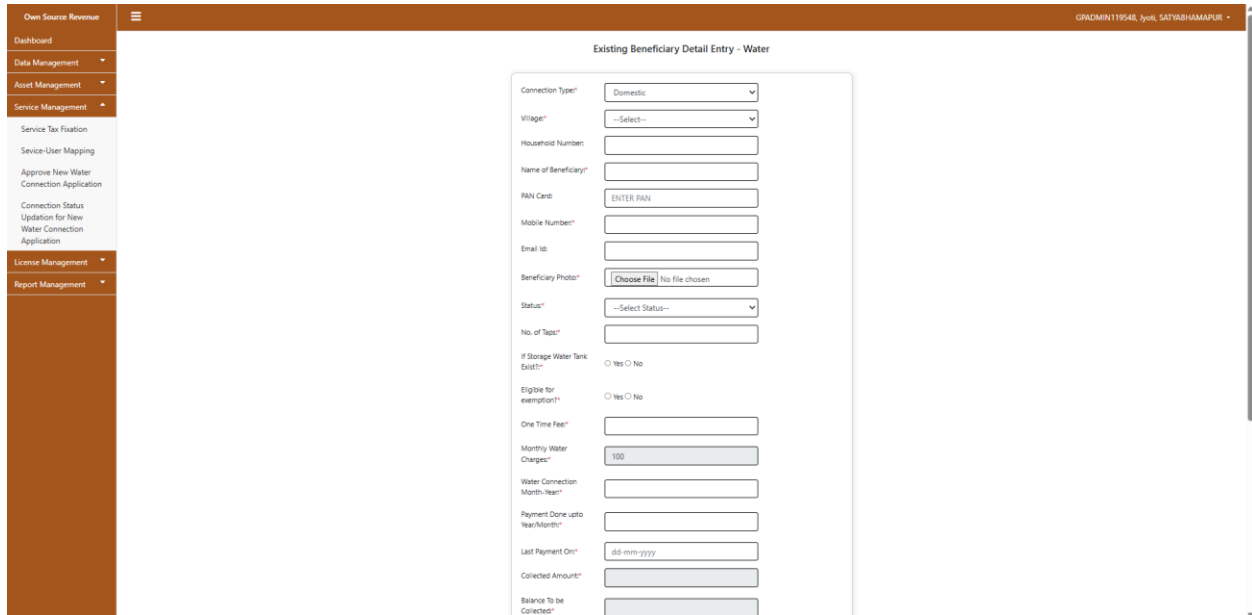 Own Source Revenue
GPADMIN119548, Jyoti, SATYABHAMAPUR
Dashboard
Data Management
Asset Management
Service Management
Service Tax Fixation
Sevice-User Mapping
Approve New Water
Connection Application
Connection Status
Updation for New
Water Connection
Application
License Management
Report Management
Existing Beneficiary Detail Entry - Water
Connection Type:* Domestic
Village:* --Select--
Household Number:
Name of Beneficiary:*
PAN Card: ENTER PAN
Mobile Number:*
Email Id:
Beneficiary Photo:* Choose File No file chosen
Status:* --Select Status--
No. of Taps:*
If Storage Water Tank
Exist?:* Yes No
Eligible for
exemption?* Yes No
One Time Fee:*
Monthly Water
Charges:* 100
Water Connection
Month-Year:*
Payment Done upto
Year/Month:*
Last Payment On:* dd-mm-yyyy
Collected Amount:*
Balance To be
Collected:*